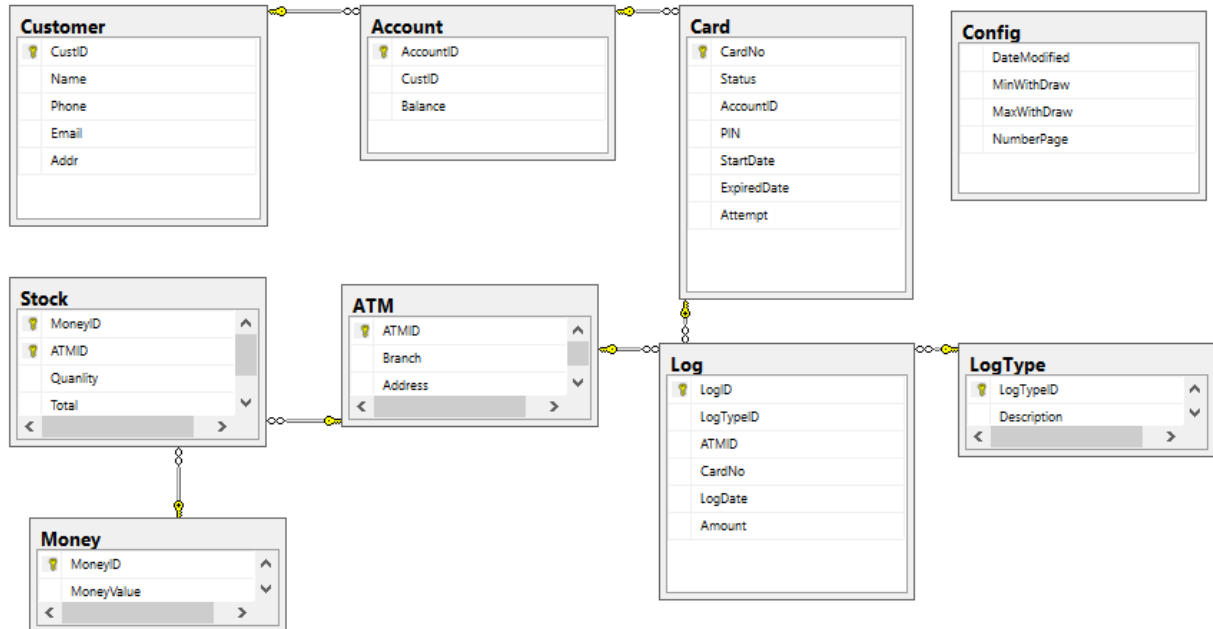 Customer
CustID
Name
Phone
Email
Addr
Account
AccountID
CustID
Balance
Card
CardNo
Status
AccountID
PIN
StartDate
ExpiredDate
Attempt
Config
DateModified
MinWithDraw
MaxWithDraw
NumberPage
Stock
MoneyID
ATMID
Quanlity
Total
ATM
ATMID
Branch
Address
Log
LogID
LogTypeID
ATMID
CardNo
LogDate
Amount
LogType
LogTypeID
Description
Money
MoneyID
MoneyValue